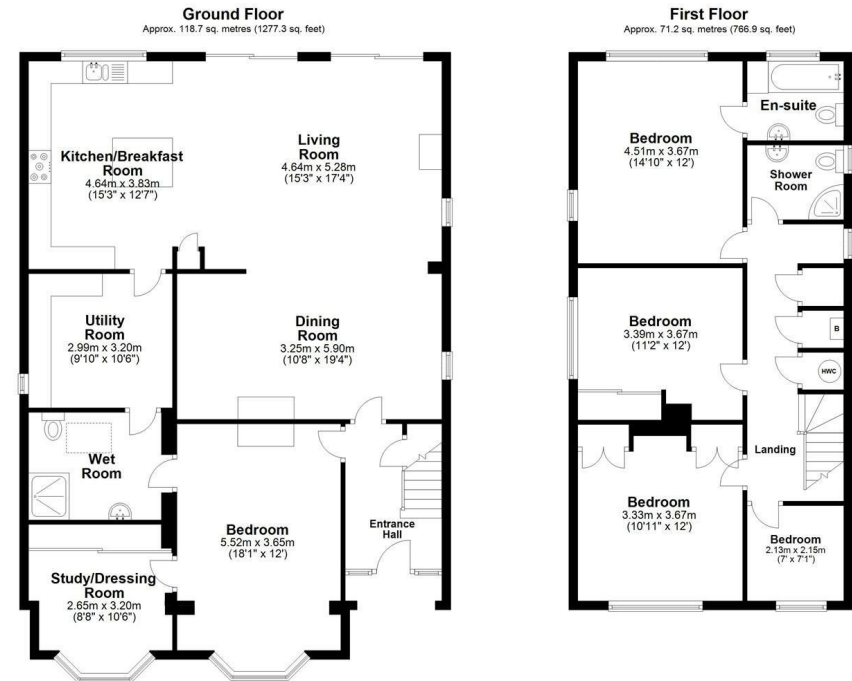 Ground Floor
Approx. 118.7 sq. metres (1277.3 sq. feet)
Kitchen/Breakfast
Room
4.64m x 3.83m
(15'3" x 12'7")
Living
Room
4.64m x 5.28m
(15'3" x 17'4")
Utility
Room
2.99m x 3.20m
(9'10" x 10'6")
Dining
Room
3.25m x 5.90m
(10'8" x 19'4")
Wet
Room
Bedroom
5.52m x 3.65m
(18'1" x 12')
Entrance
Hall
Study/Dressing
Room
2.65m x 3.20m
(8'8" x 10'6")
First Floor
Approx. 71.2 sq. metres (766.9 sq. feet)
Bedroom
4.51m x 3.67m
(14'10" x 12')
En-suite
Shower
Room
Bedroom
3.39m x 3.67m
(11'2" x 12')
B
HWC
Landing
Bedroom
3.33m x 3.67m
(10'11" x 12')
Bedroom
2.13m x 2.15m
(7' x 7'1")